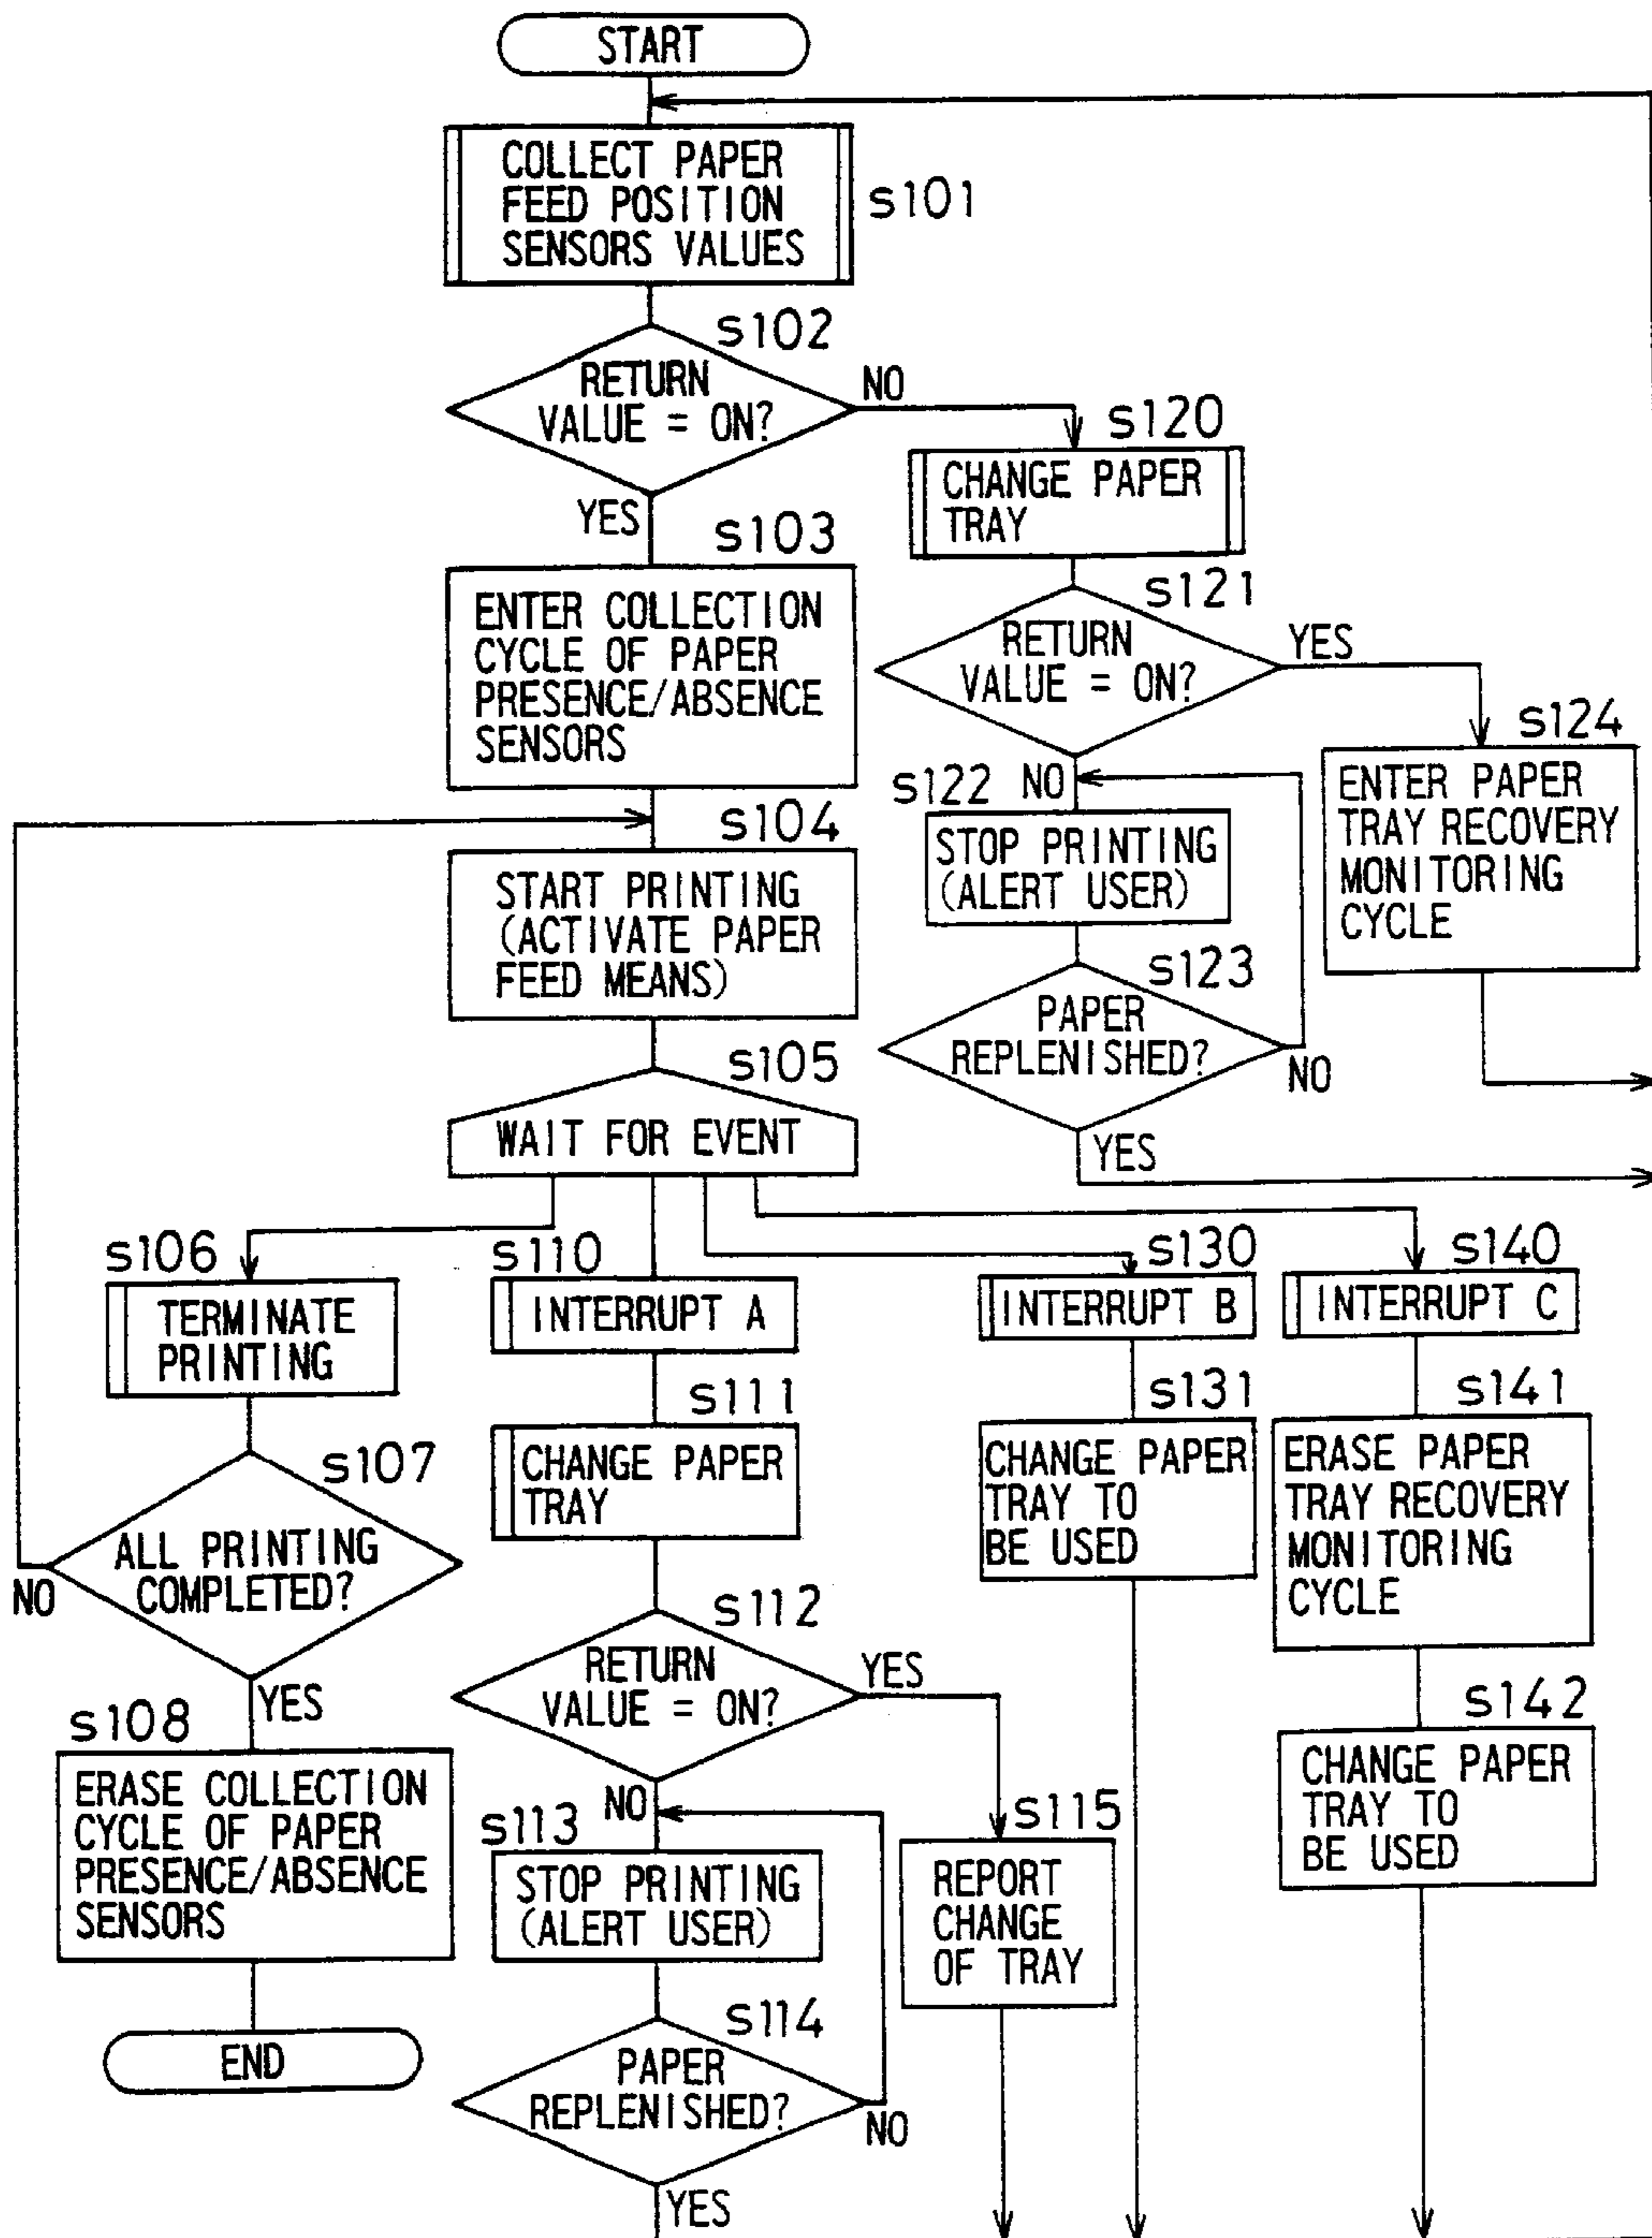 START
COLLECT PAPER
FEED POSITION
SENSORS VALUES
s101
s102
RETURN
VALUE = ON?
NO
YES
s103
ENTER COLLECTION
CYCLE OF PAPER
PRESENCE/ABSENCE
SENSORS
s120
CHANGE PAPER
TRAY
s121
RETURN
VALUE = ON?
YES
NO
s124
ENTER PAPER
TRAY RECOVERY
MONITORING
CYCLE
s122
STOP PRINTING
(ALERT USER)
s123
PAPER
REPLENISHED?
NO
YES
s104
START PRINTING
(ACTIVATE PAPER
FEED MEANS)
s105
WAIT FOR EVENT
s106
TERMINATE
PRINTING
s107
ALL PRINTING
COMPLETED?
NO
YES
s108
ERASE COLLECTION
CYCLE OF PAPER
PRESENCE/ABSENCE
SENSORS
END
s110
INTERRUPT A
s111
CHANGE PAPER
TRAY
s112
RETURN
VALUE = ON?
YES
NO
s113
STOP PRINTING
(ALERT USER)
s114
PAPER
REPLENISHED?
NO
YES
s115
REPORT
CHANGE
OF TRAY
s130
INTERRUPT B
s131
CHANGE PAPER
TRAY TO
BE USED
s140
INTERRUPT C
s141
ERASE PAPER
TRAY RECOVERY
MONITORING
CYCLE
s142
CHANGE PAPER
TRAY TO
BE USED